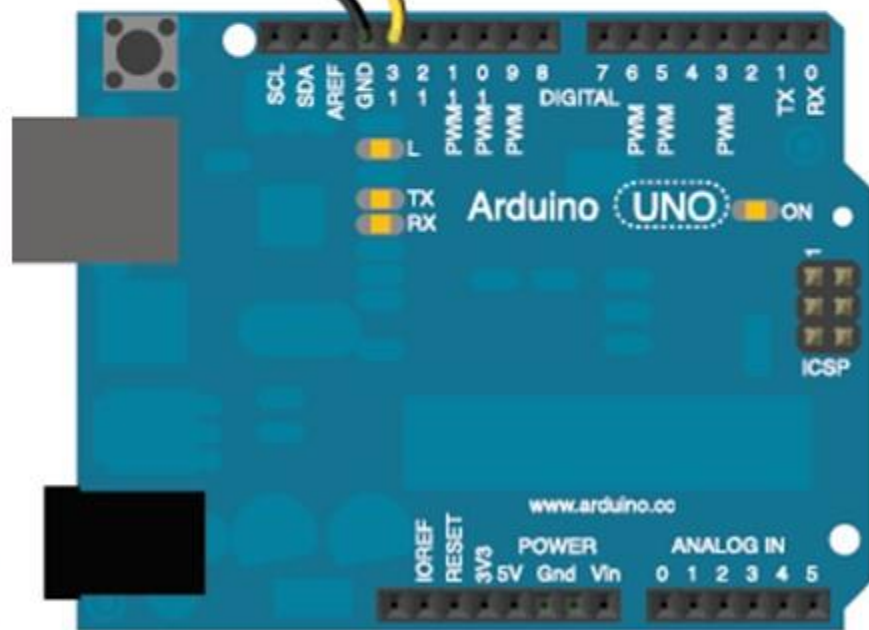 SCL
SDA
AREF
GND
13
12
PWM 11
PWM 10
PWM 9
8
DIGITAL
7
PWM 6
PWM 5
4
PWM 3
2
TX 1
RX 0
L
TX
RX
Arduino UNO
ON
1
ICSP
www.arduino.cc
POWER
IOREF
RESET
3V3
5V Gnd Vin
ANALOG IN
0 1 2 3 4 5